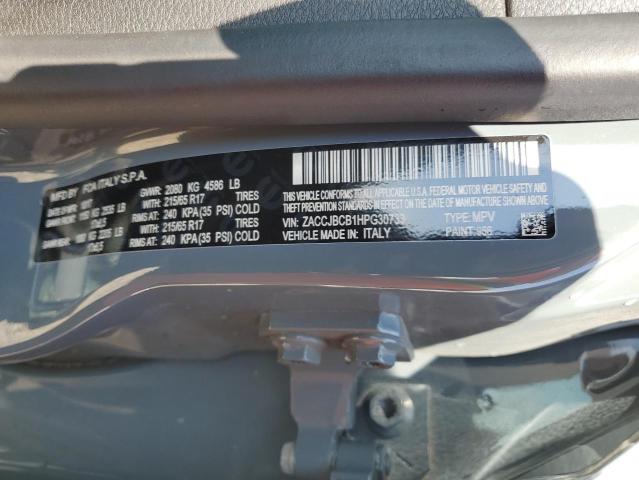 MFD BY: FCA ITALY S.P.A.
GVWR: 2080 KG 4586 LB
215/65 R17 TIRES
RIMS AT: 240 KPA(35 PSI) COLD
215/65 R17 TIRES
RIMS AT: 240 KPA (35 PSI) COLD
THIS VEHICLE CONFORMS TO ALL APPLICABLE U.S.A. FEDERAL MOTOR VEHICLE SAFETY
THEFT PREVENTION STANDARDS IN EFFECT ON THE DATE OF MANUFACTURE SHOWN ABOVE
VIN: ZACCJBCB1HPG30733 TYPE: MPV
VEHICLE MADE IN: ITALY PAINT: